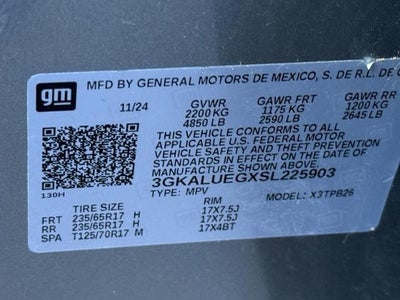 gm
MFD BY GENERAL MOTORS DE MEXICO, S. DE R.L. DE
11/24 GVWR GAWR FRT GAWR RR
2200 KG 1175 KG 1200 KG
4850 LB 2590 LB 2645 LB
THIS VEHICLE CONFORMS TO ALL
APPLICABLE U.S. FEDERAL MOTOR
VEHICLE SAFETY AND THEFT PREVENTION
STANDARDS IN EFFECT ON THE DATE OF
MANUFACTURE SHOWN ABOVE.
3GKALUEGXSL225903
130H TYPE: MPV MODEL: X3TPB26
TIRE SIZE RIM
FRT 235/65R17 H 17X7.5J
RR 235/65R17 H 17X7.5J
SPA T125/70R17 M 17X4BT